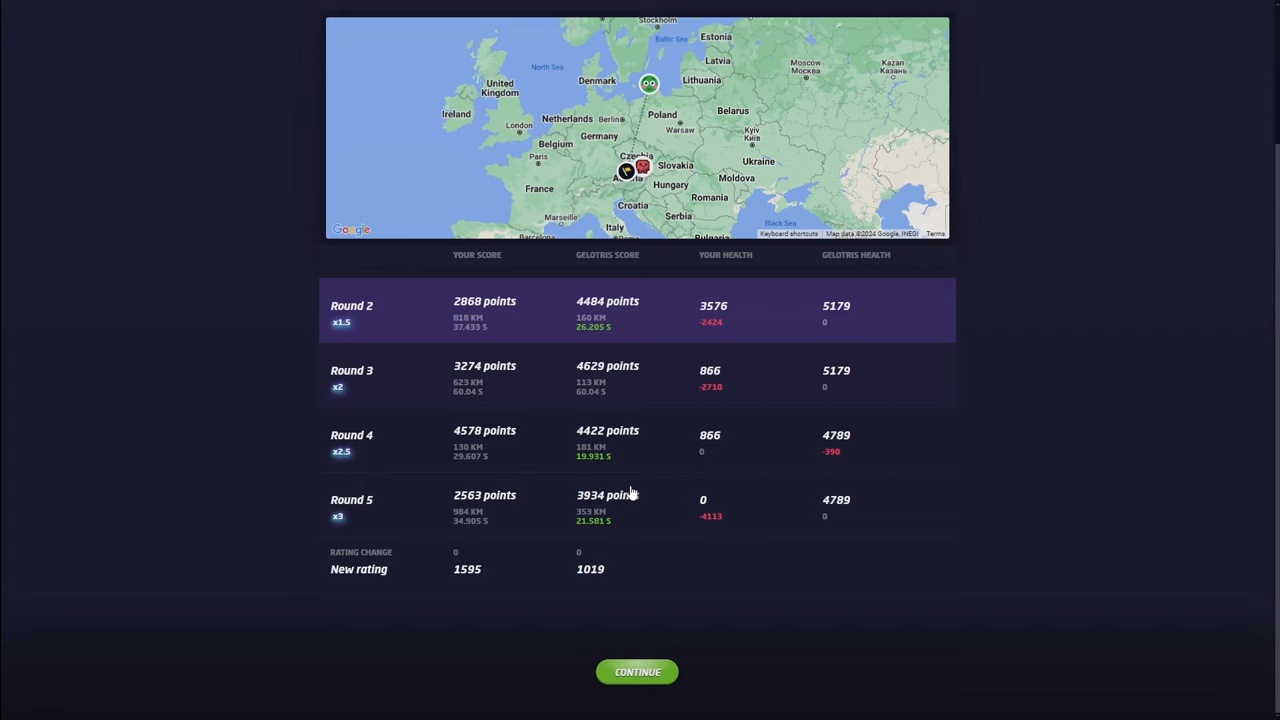 Stockholm
Estonia
Baltic Sea
Latvia
Moscow
Москва
Kazan
Казань
North Sea
Denmark
Lithuania
United
Kingdom
Ireland
Netherlands
Berlin
Poland
Belarus
London
Germany
Warsaw
Belgium
Kyiv
Київ
Paris
Czechia
Slovakia
Ukraine
France
Hungary
Moldova
Croatia
Romania
Marseille
Italy
Serbia
Black Sea
Barcelona
Bulgaria
Google
Keyboard shortcuts
Map data ©2024 Google, INEGI
Terms
YOUR SCORE GELOTRIS SCORE YOUR HEALTH GELOTRIS HEALTH
Round 2 2868 points 4484 points 3576 5179
x1.5 818 KM 160 KM -2424 0
37.433 S 26.205 S
Round 3 3274 points 4629 points 866 5179
x2 623 KM 113 KM -2710 0
60.04 S 60.04 S
Round 4 4578 points 4422 points 866 4789
x2.5 130 KM 181 KM 0 -390
29.607 S 19.931 S
Round 5 2563 points 3934 points 0 4789
x3 984 KM 353 KM -4113 0
34.905 S 21.581 S
RATING CHANGE 0 0
New rating 1595 1019
CONTINUE